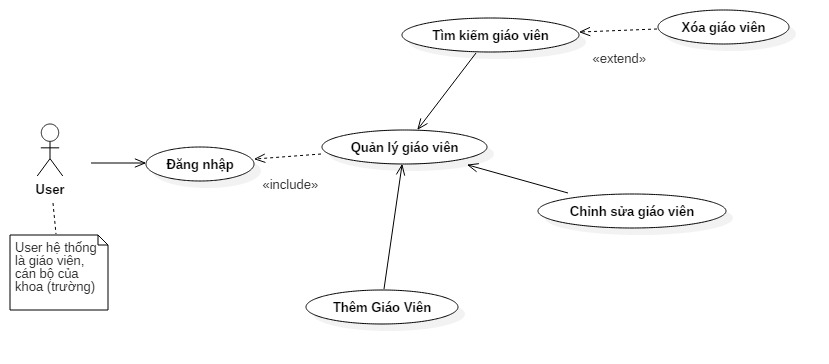 Tìm kiếm giáo viên
Xóa giáo viên
«extend»
Quản lý giáo viên
Đăng nhập
«include»
User
Chỉnh sửa giáo viên
User hệ thống
là giáo viên,
cán bộ của
khoa (trường)
Thêm Giáo Viên